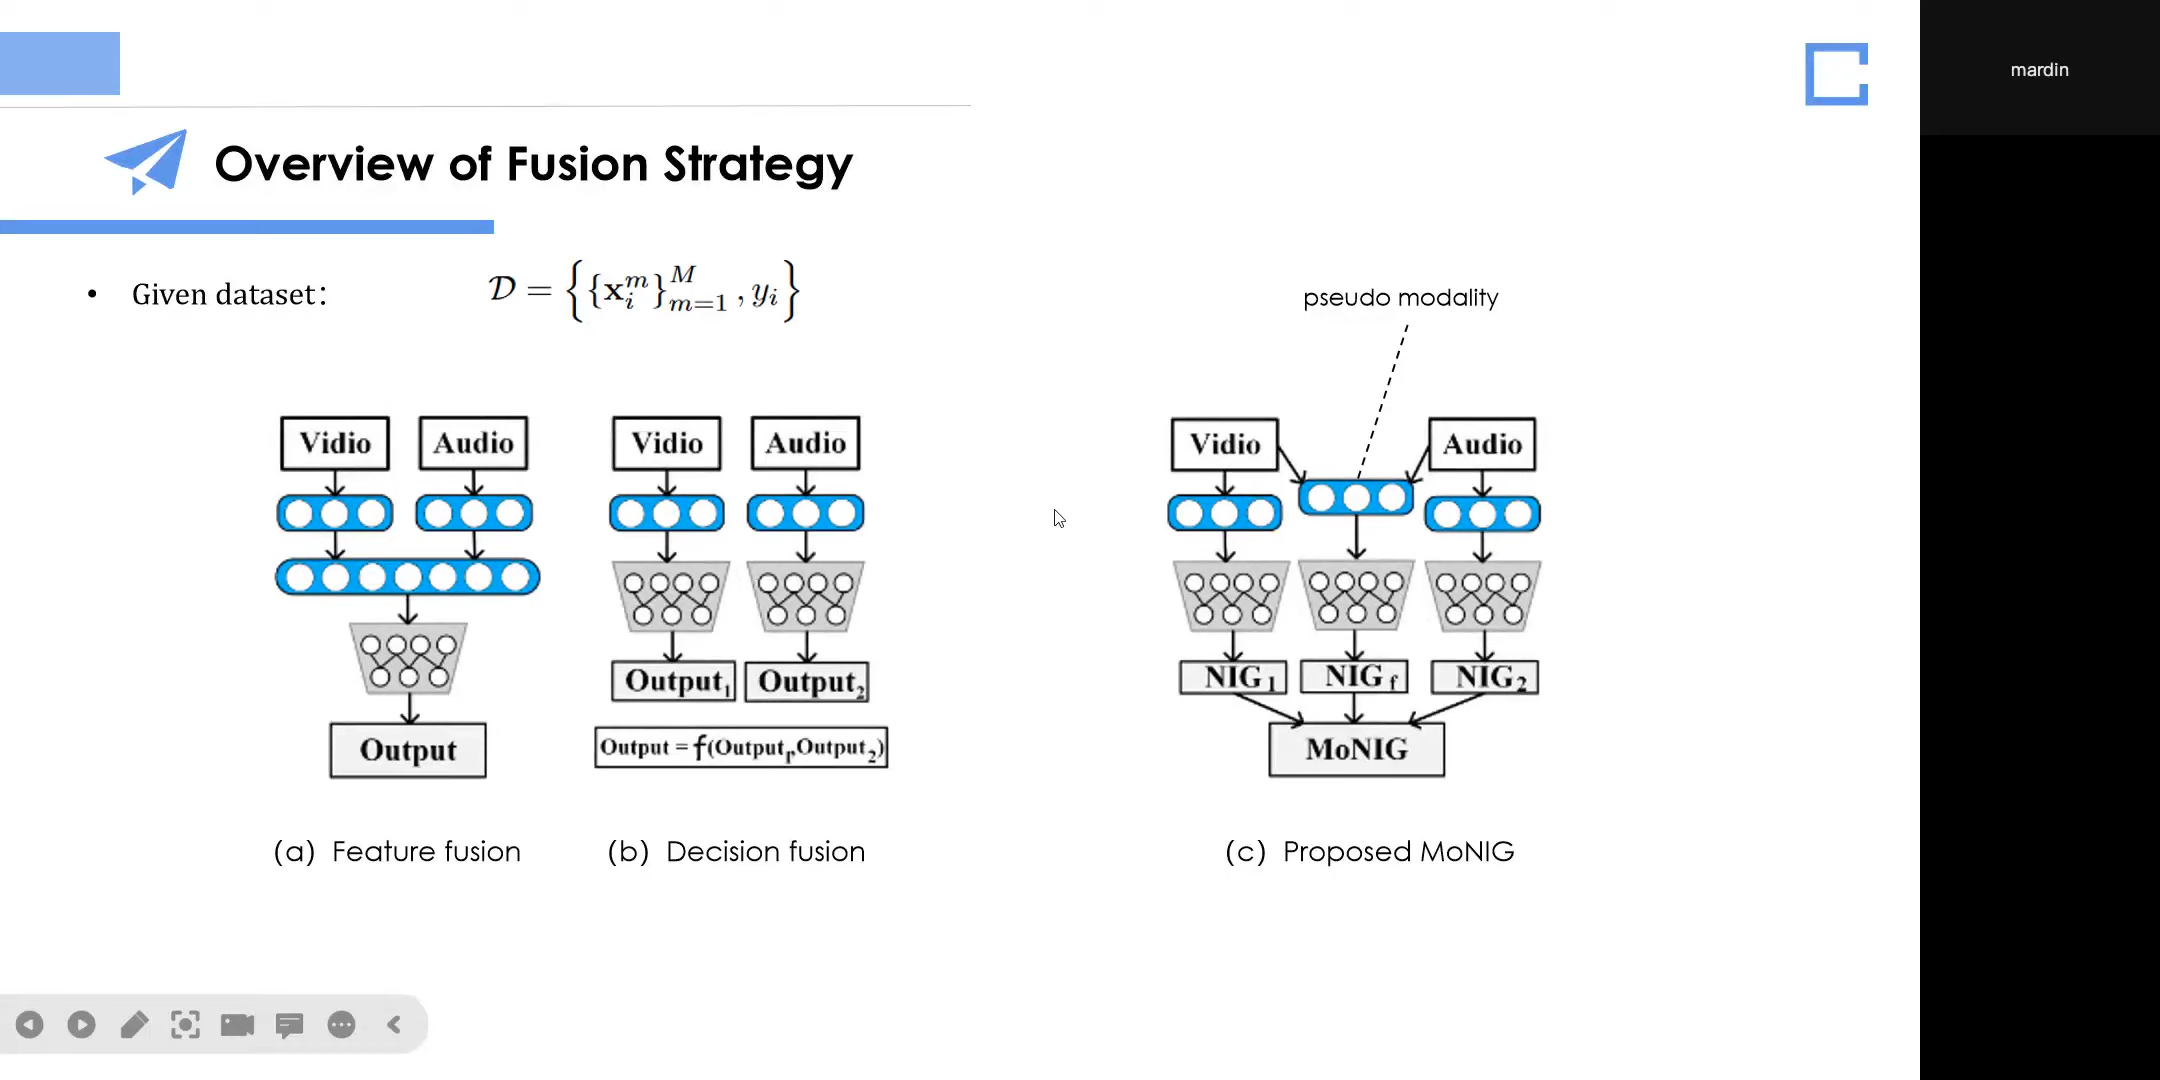 mardin
Overview of Fusion Strategy
• Given dataset: 𝒟 = { {x_i^m}_{m=1}^M , y_i }
pseudo modality
Vidio Audio Vidio Audio Vidio Audio
Output₁ Output₂ NIG₁ NIG_f NIG₂
Output Output = f(Output₁,Output₂) MoNIG
(a) Feature fusion (b) Decision fusion (c) Proposed MoNIG